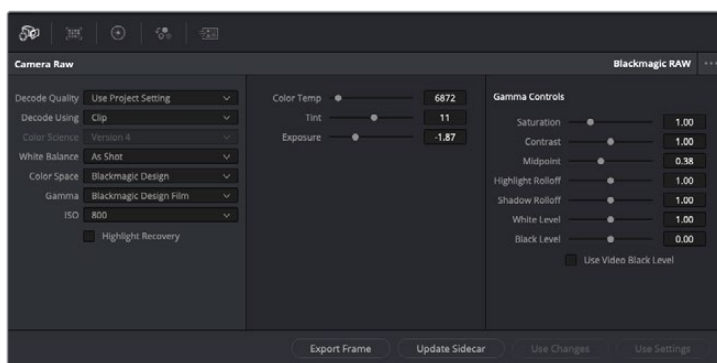 Camera Raw
Blackmagic RAW
Decode Quality Use Project Setting
Decode Using Clip
Color Science Version 4
White Balance As Shot
Color Space Blackmagic Design
Gamma Blackmagic Design Film
ISO 800
Highlight Recovery
Color Temp 6872
Tint 11
Exposure -1.87
Gamma Controls
Saturation 1.00
Contrast 1.00
Midpoint 0.38
Highlight Rolloff 1.00
Shadow Rolloff 1.00
White Level 1.00
Black Level 0.00
Use Video Black Level
Export Frame
Update Sidecar
Use Changes
Use Settings